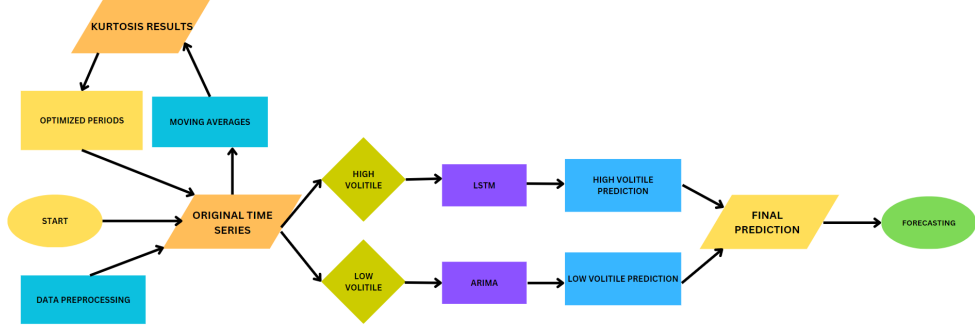 KURTOSIS RESULTS
OPTIMIZED PERIODS
MOVING AVERAGES
START
ORIGINAL TIME
SERIES
DATA PREPROCESSING
HIGH
VOLITILE
LSTM
HIGH VOLITILE
PREDICTION
LOW
VOLITILE
ARIMA
LOW VOLITILE PREDICTION
FINAL
PREDICTION
FORECASTING